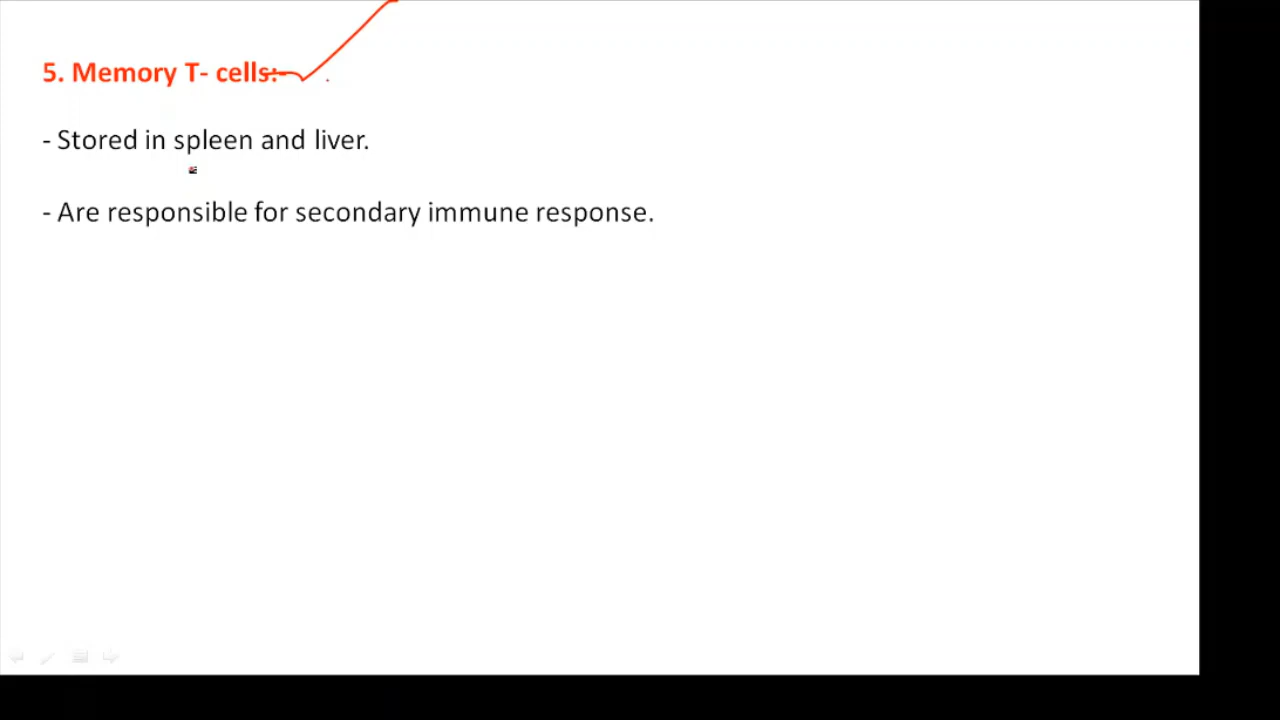 5. Memory T- cells:-
- Stored in spleen and liver.
- Are responsible for secondary immune response.